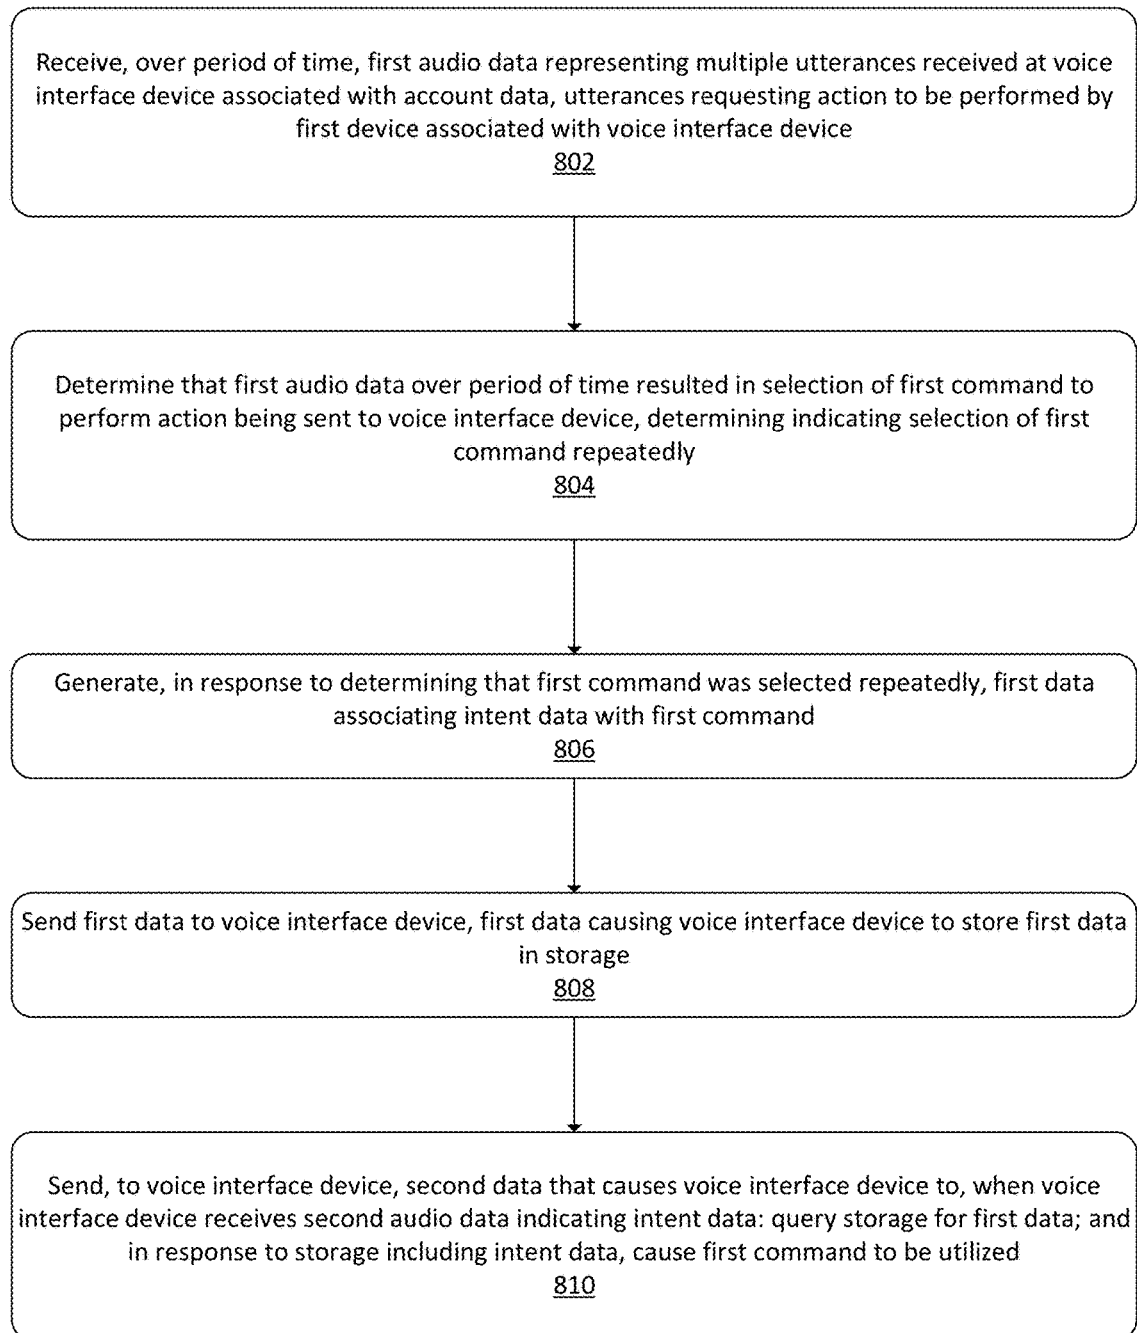 Receive, over period of time, first audio data representing multiple utterances received at voice
interface device associated with account data, utterances requesting action to be performed by
first device associated with voice interface device
802
Determine that first audio data over period of time resulted in selection of first command to
perform action being sent to voice interface device, determining indicating selection of first
command repeatedly
804
Generate, in response to determining that first command was selected repeatedly, first data
associating intent data with first command
806
Send first data to voice interface device, first data causing voice interface device to store first data
in storage
808
Send, to voice interface device, second data that causes voice interface device to, when voice
interface device receives second audio data indicating intent data: query storage for first data; and
in response to storage including intent data, cause first command to be utilized
810